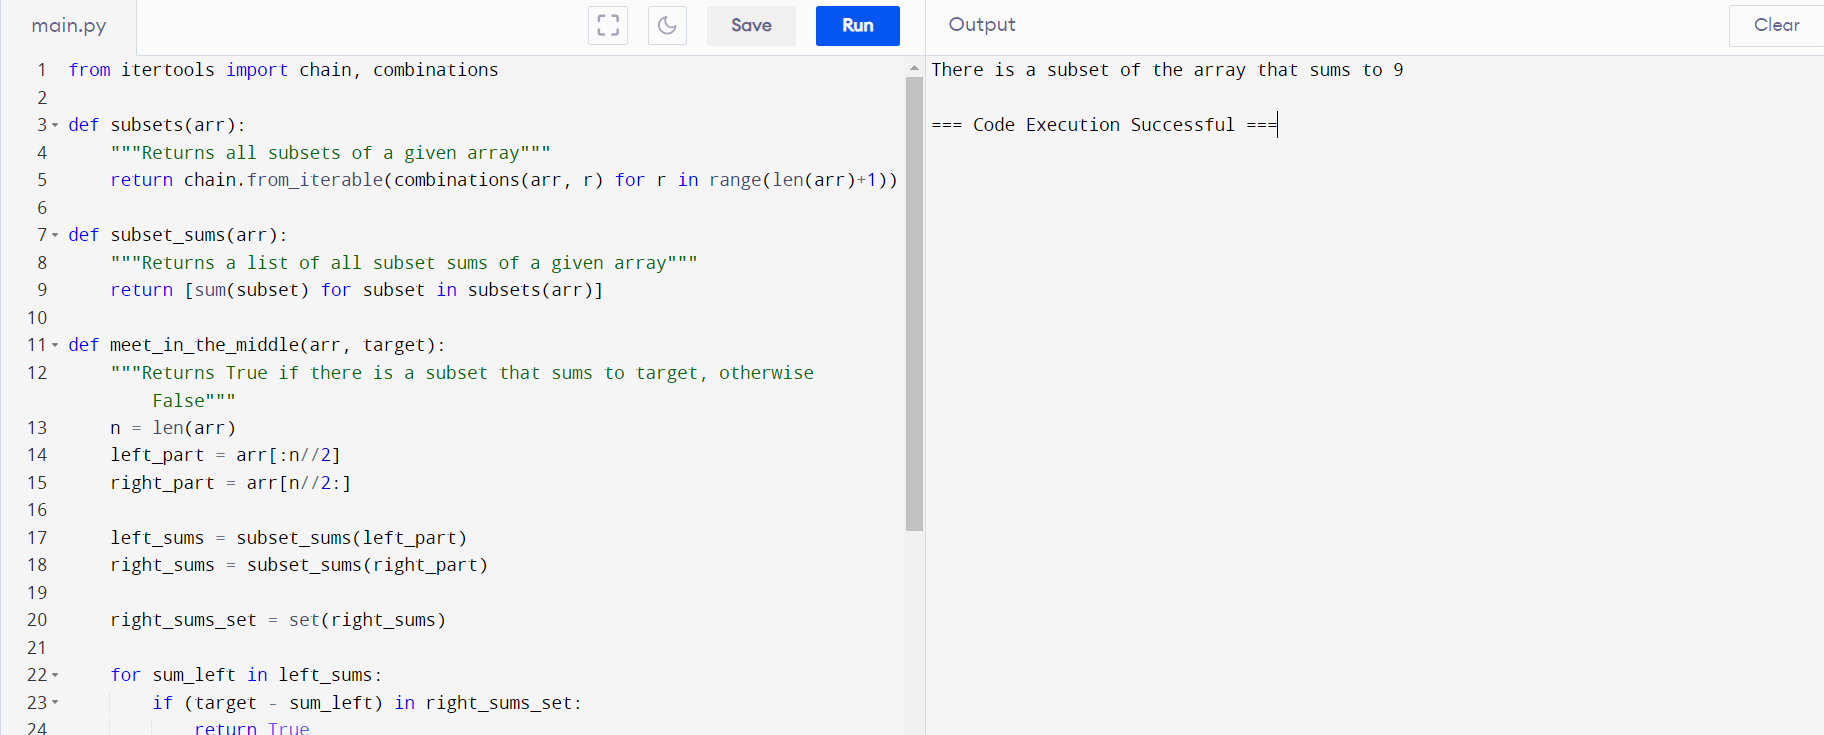 main.py
Save
Run
Output
Clear
1 from itertools import chain, combinations
2
3 def subsets(arr):
4     """Returns all subsets of a given array"""
5     return chain.from_iterable(combinations(arr, r) for r in range(len(arr)+1))
6
7 def subset_sums(arr):
8     """Returns a list of all subset sums of a given array"""
9     return [sum(subset) for subset in subsets(arr)]
10
11 def meet_in_the_middle(arr, target):
12     """Returns True if there is a subset that sums to target, otherwise
        False"""
13     n = len(arr)
14     left_part = arr[:n//2]
15     right_part = arr[n//2:]
16
17     left_sums = subset_sums(left_part)
18     right_sums = subset_sums(right_part)
19
20     right_sums_set = set(right_sums)
21
22     for sum_left in left_sums:
23         if (target - sum_left) in right_sums_set:
24             return True
There is a subset of the array that sums to 9
=== Code Execution Successful ===